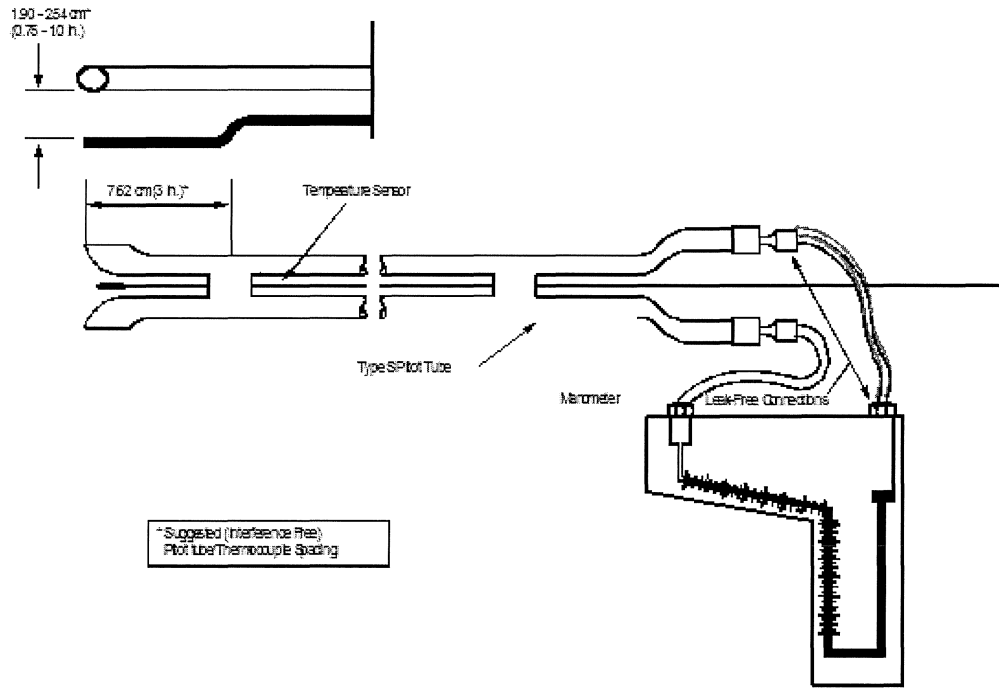 1.90 - 2.54 cm*
(0.75 - 1.0 in.)
7.62 cm (3 in.)*
Temperature Sensor
Type S Pitot Tube
Manometer
Leak-Free Connections
* Suggested (Interference Free)
Pitot tube/Thermocouple Spacing